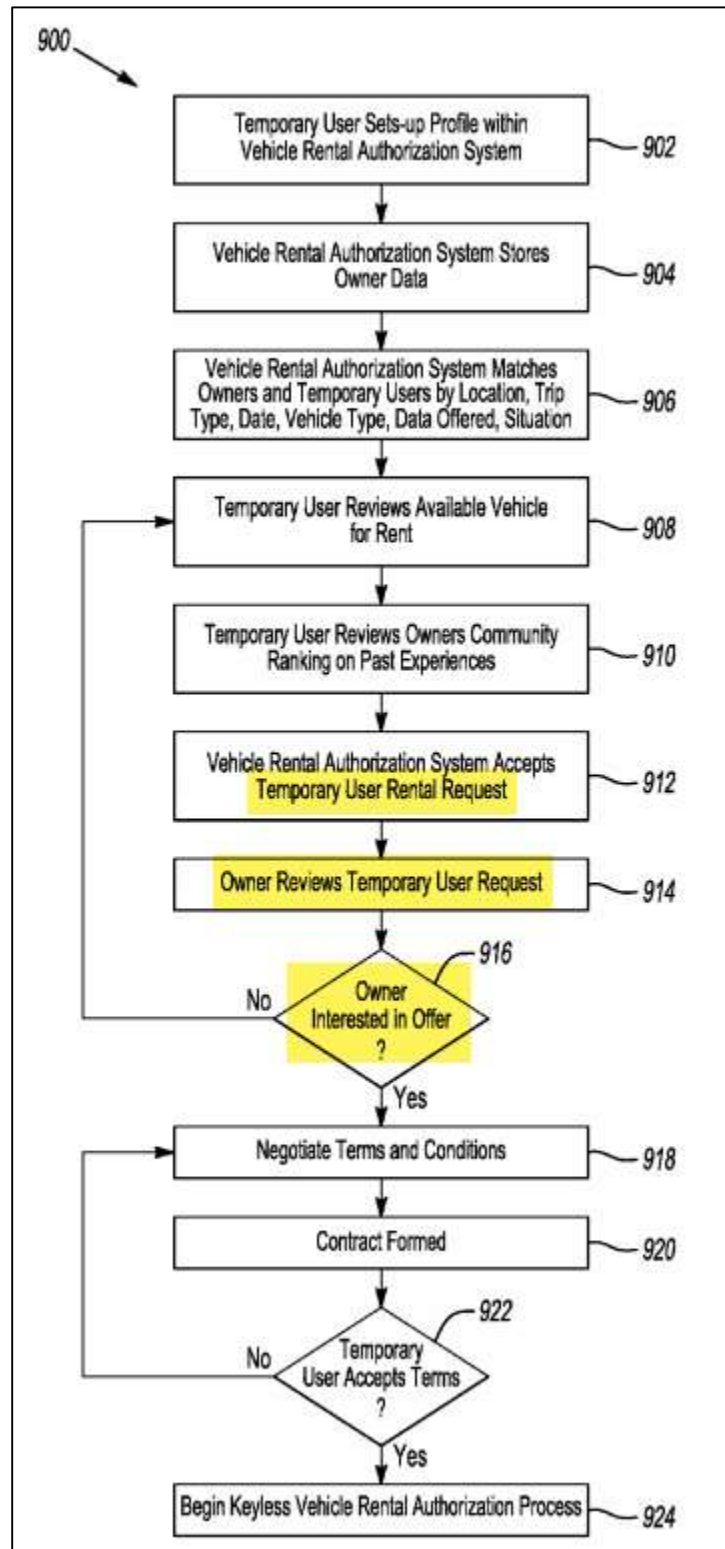 900
Temporary User Sets-up Profile within
Vehicle Rental Authorization System
902
Vehicle Rental Authorization System Stores
Owner Data
904
Vehicle Rental Authorization System Matches
Owners and Temporary Users by Location, Trip
Type, Date, Vehicle Type, Data Offered, Situation
906
Temporary User Reviews Available Vehicle
for Rent
908
Temporary User Reviews Owners Community
Ranking on Past Experiences
910
Vehicle Rental Authorization System Accepts
Temporary User Rental Request
912
Owner Reviews Temporary User Request
914
916
Owner
Interested in Offer
?
No
Yes
Negotiate Terms and Conditions
918
Contract Formed
920
922
Temporary
User Accepts Terms
?
No
Yes
Begin Keyless Vehicle Rental Authorization Process
924